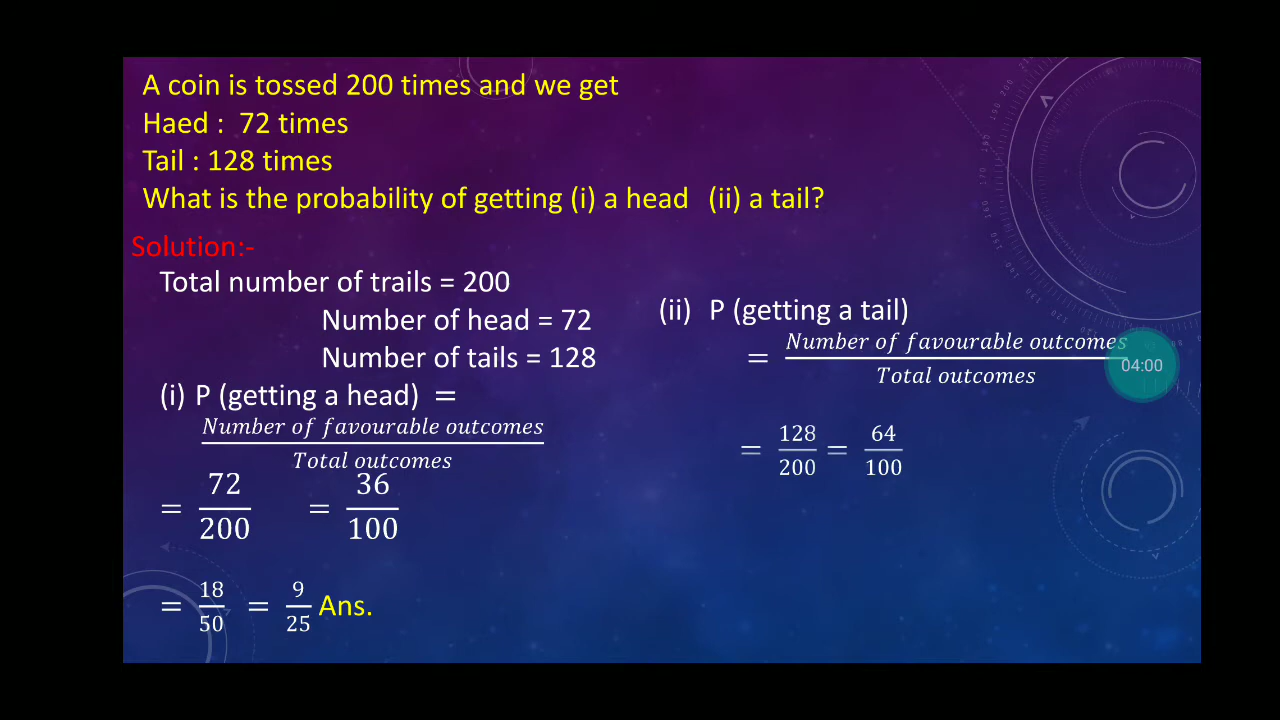 A coin is tossed 200 times and we get
Haed : 72 times
Tail : 128 times
What is the probability of getting (i) a head (ii) a tail?
Solution:-
Total number of trails = 200
Number of head = 72
Number of tails = 128
(i) P (getting a head) =
Number of favourable outcomes
Total outcomes
= 72/200 = 36/100
= 18/50 = 9/25 Ans.
(ii) P (getting a tail)
= Number of favourable outcomes
Total outcomes
= 128/200 = 64/100
04:00